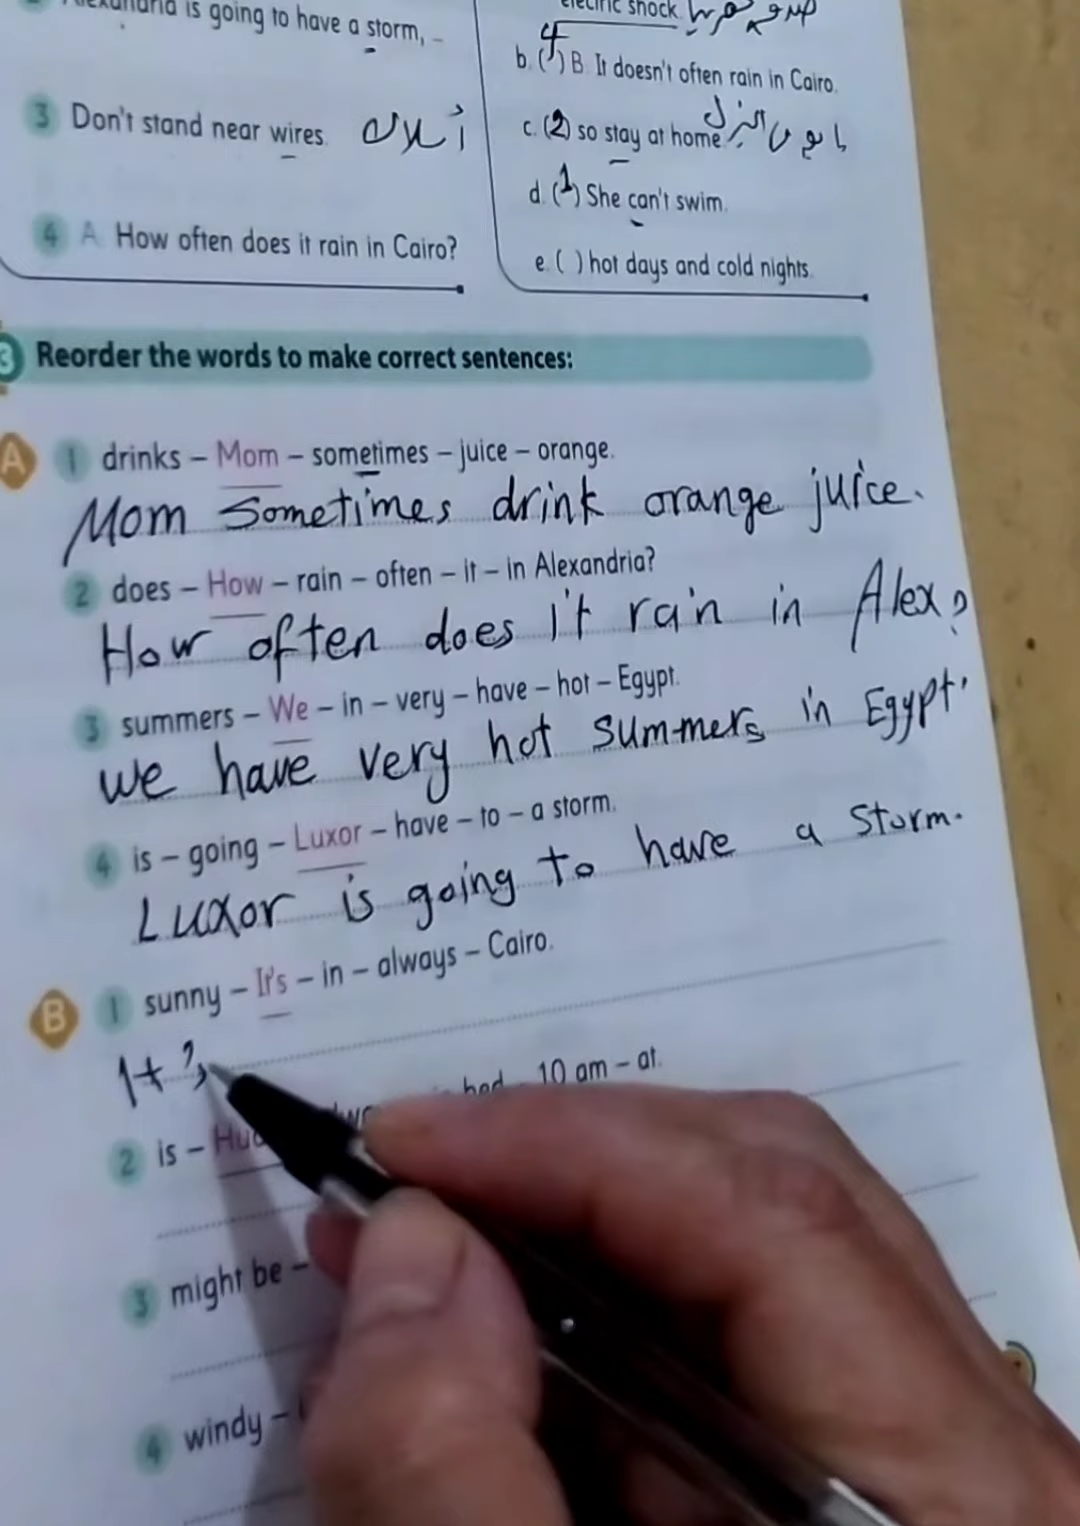 is going to have a storm, –
electric shock.
b. (4) B. It doesn't often rain in Cairo.
3 Don't stand near wires. أسلاك
c. (2) so stay at home.
d. (1) She can't swim.
4 A. How often does it rain in Cairo?
e. ( ) hot days and cold nights.
3 Reorder the words to make correct sentences:
A 1 drinks – Mom – sometimes – juice – orange.
Mom sometimes drink orange juice.
2 does – How – rain – often – it – in Alexandria?
How often does it rain in Alex?
3 summers – We – in – very – have – hot – Egypt.
we have very hot summers in Egypt.
4 is – going – Luxor – have – to – a storm.
Luxor is going to have a storm.
B 1 sunny – It's – in – always – Cairo.
It's
2 is – bed – 10 am – at.
3 might be –
4 windy –